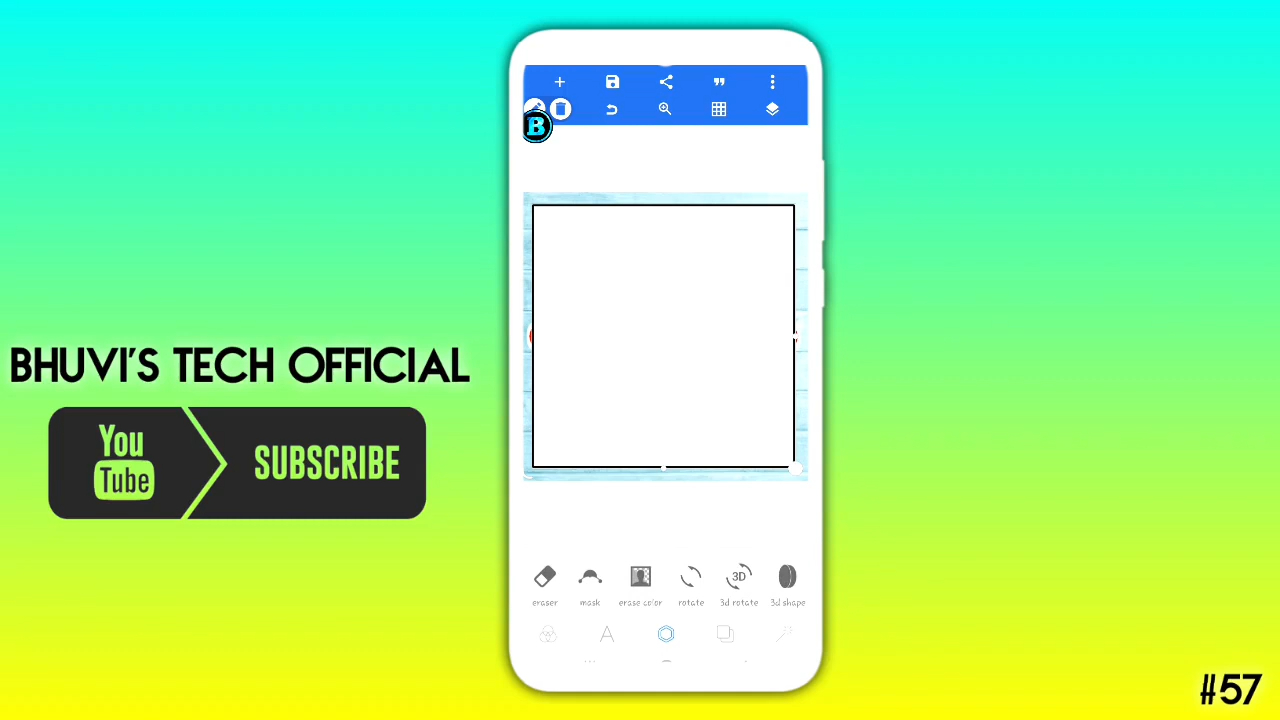 B
BHUVI'S TECH OFFICIAL
You
Tube
SUBSCRIBE
3D
eraser mask erase color rotate 3d rotate 3d shape
A
#57